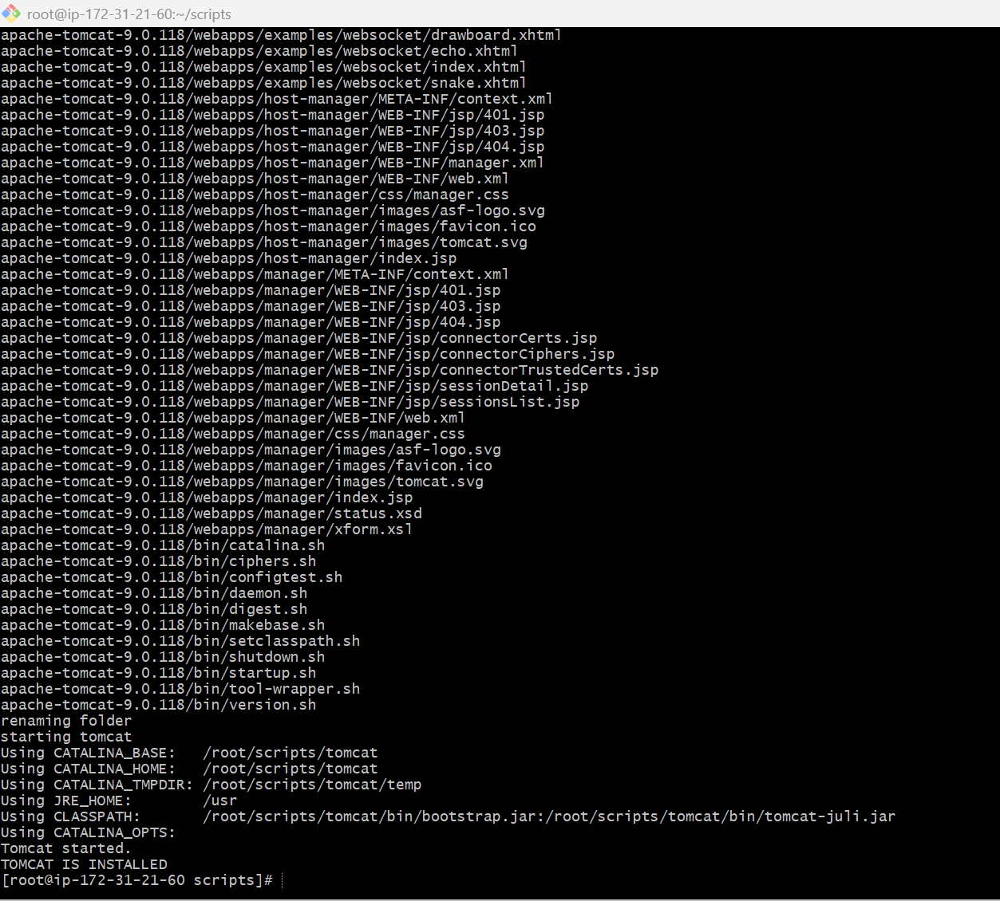 root@ip-172-31-21-60:~/scripts
apache-tomcat-9.0.118/webapps/examples/websocket/drawboard.xhtml
apache-tomcat-9.0.118/webapps/examples/websocket/echo.xhtml
apache-tomcat-9.0.118/webapps/examples/websocket/index.xhtml
apache-tomcat-9.0.118/webapps/examples/websocket/snake.xhtml
apache-tomcat-9.0.118/webapps/host-manager/META-INF/context.xml
apache-tomcat-9.0.118/webapps/host-manager/WEB-INF/jsp/401.jsp
apache-tomcat-9.0.118/webapps/host-manager/WEB-INF/jsp/403.jsp
apache-tomcat-9.0.118/webapps/host-manager/WEB-INF/jsp/404.jsp
apache-tomcat-9.0.118/webapps/host-manager/WEB-INF/manager.xml
apache-tomcat-9.0.118/webapps/host-manager/WEB-INF/web.xml
apache-tomcat-9.0.118/webapps/host-manager/css/manager.css
apache-tomcat-9.0.118/webapps/host-manager/images/asf-logo.svg
apache-tomcat-9.0.118/webapps/host-manager/images/favicon.ico
apache-tomcat-9.0.118/webapps/host-manager/images/tomcat.svg
apache-tomcat-9.0.118/webapps/host-manager/index.jsp
apache-tomcat-9.0.118/webapps/manager/META-INF/context.xml
apache-tomcat-9.0.118/webapps/manager/WEB-INF/jsp/401.jsp
apache-tomcat-9.0.118/webapps/manager/WEB-INF/jsp/403.jsp
apache-tomcat-9.0.118/webapps/manager/WEB-INF/jsp/404.jsp
apache-tomcat-9.0.118/webapps/manager/WEB-INF/jsp/connectorCerts.jsp
apache-tomcat-9.0.118/webapps/manager/WEB-INF/jsp/connectorCiphers.jsp
apache-tomcat-9.0.118/webapps/manager/WEB-INF/jsp/connectorTrustedCerts.jsp
apache-tomcat-9.0.118/webapps/manager/WEB-INF/jsp/sessionDetail.jsp
apache-tomcat-9.0.118/webapps/manager/WEB-INF/jsp/sessionsList.jsp
apache-tomcat-9.0.118/webapps/manager/WEB-INF/web.xml
apache-tomcat-9.0.118/webapps/manager/css/manager.css
apache-tomcat-9.0.118/webapps/manager/images/asf-logo.svg
apache-tomcat-9.0.118/webapps/manager/images/favicon.ico
apache-tomcat-9.0.118/webapps/manager/images/tomcat.svg
apache-tomcat-9.0.118/webapps/manager/index.jsp
apache-tomcat-9.0.118/webapps/manager/status.xsd
apache-tomcat-9.0.118/webapps/manager/xform.xsl
apache-tomcat-9.0.118/bin/catalina.sh
apache-tomcat-9.0.118/bin/ciphers.sh
apache-tomcat-9.0.118/bin/configtest.sh
apache-tomcat-9.0.118/bin/daemon.sh
apache-tomcat-9.0.118/bin/digest.sh
apache-tomcat-9.0.118/bin/makebase.sh
apache-tomcat-9.0.118/bin/setclasspath.sh
apache-tomcat-9.0.118/bin/shutdown.sh
apache-tomcat-9.0.118/bin/startup.sh
apache-tomcat-9.0.118/bin/tool-wrapper.sh
apache-tomcat-9.0.118/bin/version.sh
renaming folder
starting tomcat
Using CATALINA_BASE:   /root/scripts/tomcat
Using CATALINA_HOME:   /root/scripts/tomcat
Using CATALINA_TMPDIR: /root/scripts/tomcat/temp
Using JRE_HOME:        /usr
Using CLASSPATH:       /root/scripts/tomcat/bin/bootstrap.jar:/root/scripts/tomcat/bin/tomcat-juli.jar
Using CATALINA_OPTS:
Tomcat started.
TOMCAT IS INSTALLED
[root@ip-172-31-21-60 scripts]#